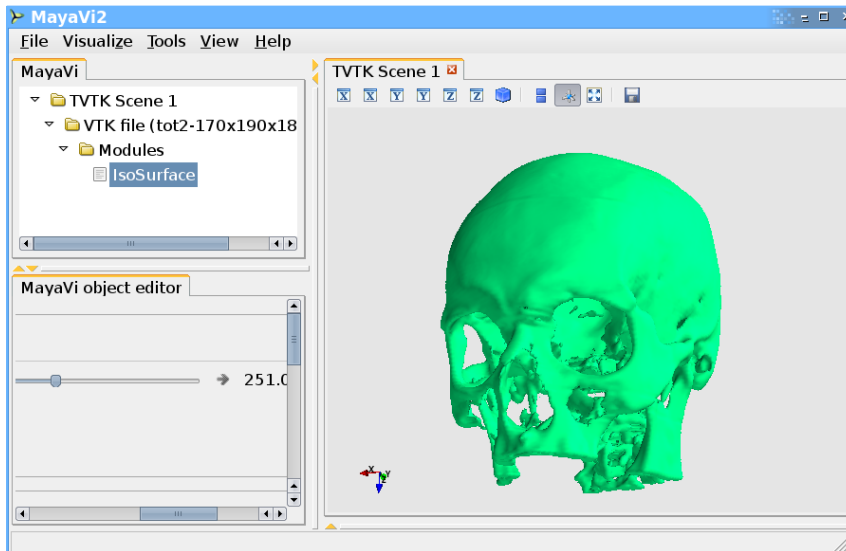 MayaVi2
File Visualize Tools View Help
MayaVi
TVTK Scene 1
VTK file (tot2-170x190x18
Modules
IsoSurface
MayaVi object editor
251.0
TVTK Scene 1
X X Y Y Z Z
X Y
Z